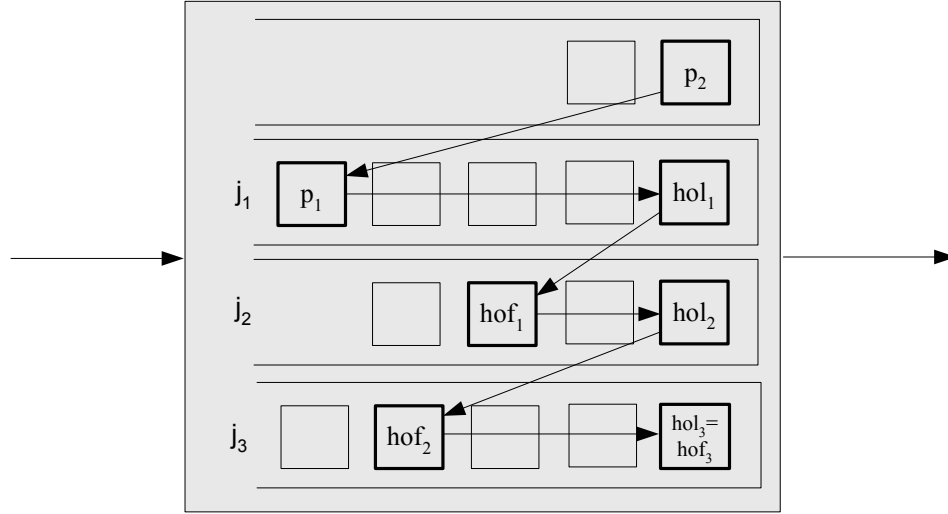 p₂
j₁ p₁ hol₁
j₂ hof₁ hol₂
j₃ hof₂ hol₃=
hof₃